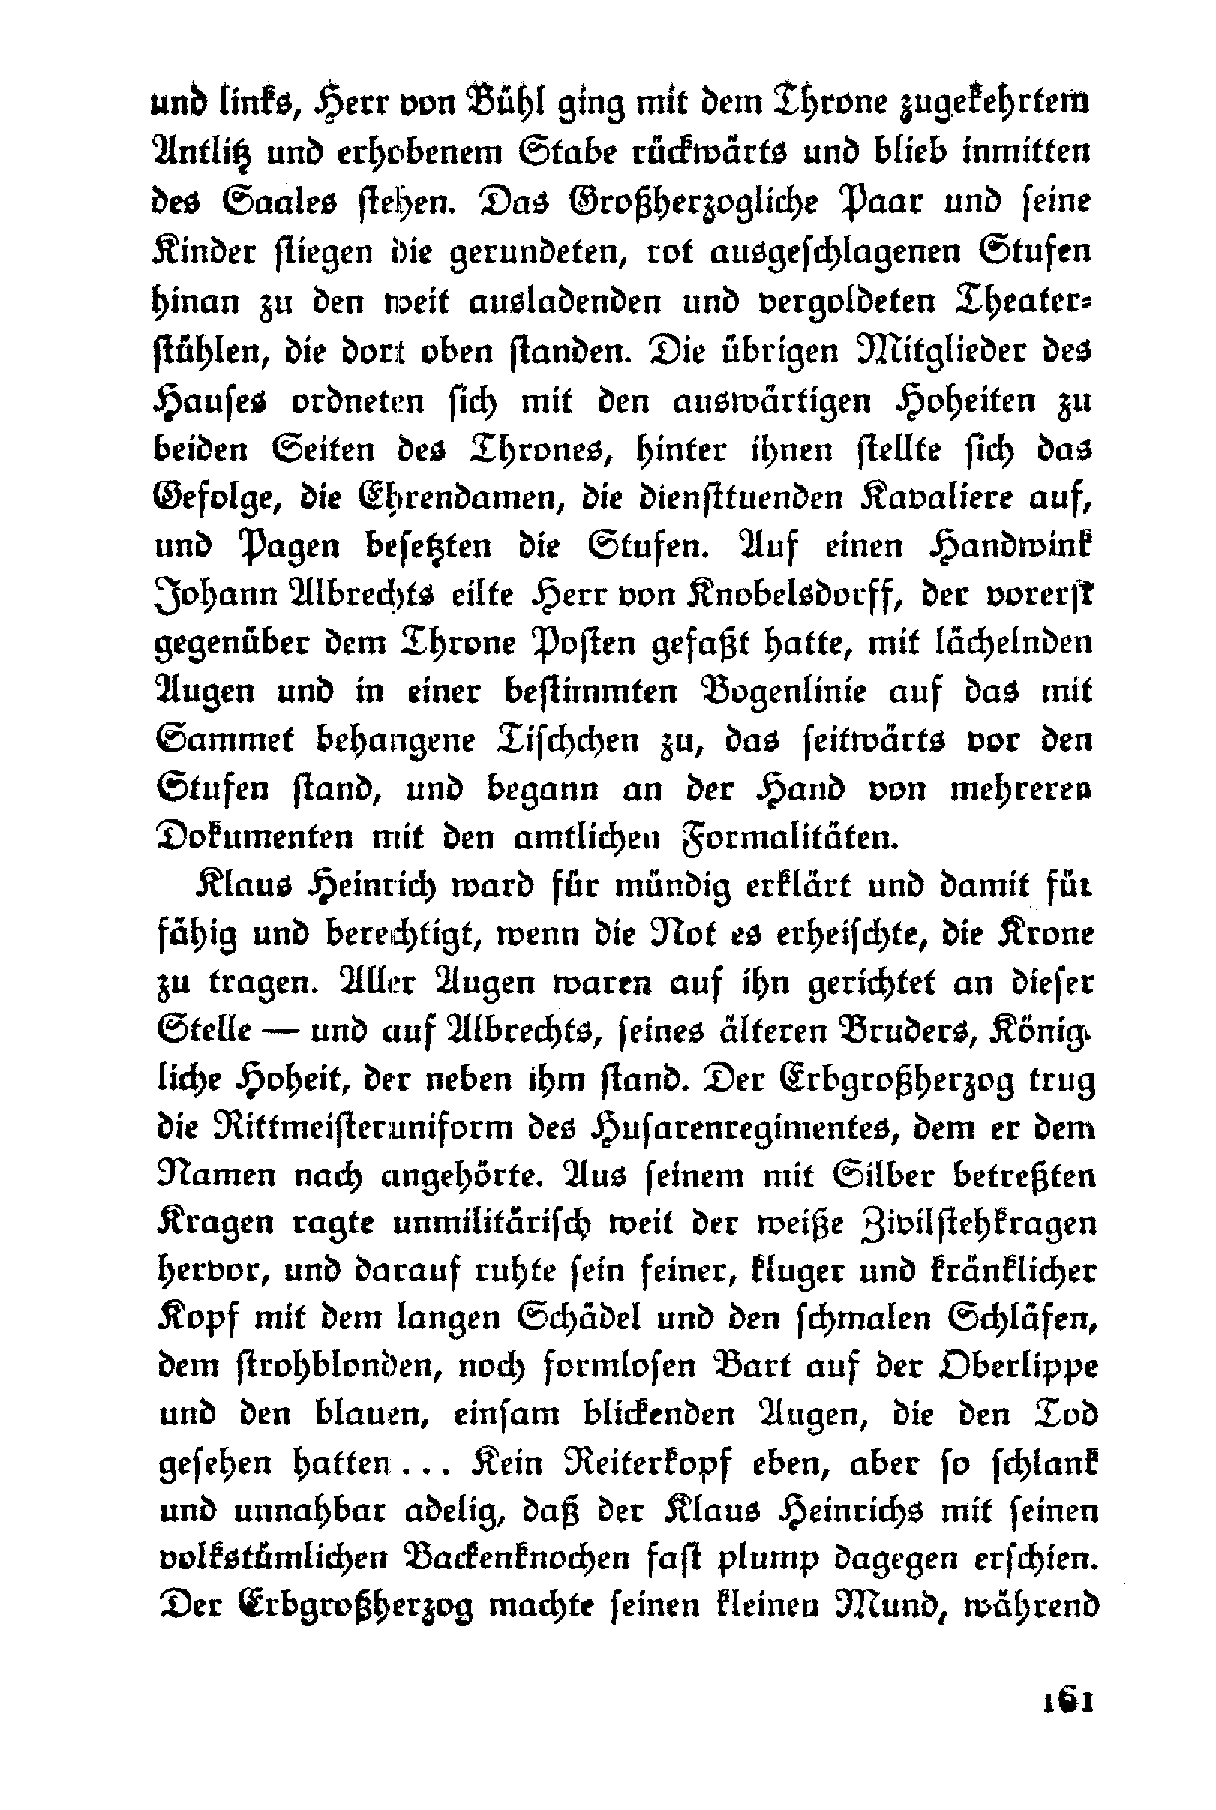 und links, Herr von Bühl ging mit dem Throne zugekehrtem
Antlitz und erhobenem Stabe rückwärts und blieb inmitten
des Saales stehen. Das Großherzogliche Paar und seine
Kinder stiegen die gerundeten, rot ausgeschlagenen Stufen
hinan zu den weit ausladenden und vergoldeten Theater-
stühlen, die dort oben standen. Die übrigen Mitglieder des
Hauses ordneten sich mit den auswärtigen Hoheiten zu
beiden Seiten des Thrones, hinter ihnen stellte sich das
Gefolge, die Ehrendamen, die diensttuenden Kavaliere auf,
und Pagen besetzten die Stufen. Auf einen Handwink
Johann Albrechts eilte Herr von Knobelsdorff, der vorerst
gegenüber dem Throne Posten gefaßt hatte, mit lächelnden
Augen und in einer bestimmten Bogenlinie auf das mit
Sammet behangene Tischchen zu, das seitwärts vor den
Stufen stand, und begann an der Hand von mehreren
Dokumenten mit den amtlichen Formalitäten.
Klaus Heinrich ward für mündig erklärt und damit für
fähig und berechtigt, wenn die Not es erheischte, die Krone
zu tragen. Aller Augen waren auf ihn gerichtet an dieser
Stelle — und auf Albrechts, seines älteren Bruders, König-
liche Hoheit, der neben ihm stand. Der Erbgroßherzog trug
die Rittmeisteruniform des Husarenregimentes, dem er dem
Namen nach angehörte. Aus seinem mit Silber betreßten
Kragen ragte unmilitärisch weit der weiße Zivilstehkragen
hervor, und darauf ruhte sein feiner, kluger und kränklicher
Kopf mit dem langen Schädel und den schmalen Schläfen,
dem strohblonden, noch formlosen Bart auf der Oberlippe
und den blauen, einsam blickenden Augen, die den Tod
gesehen hatten . . . Kein Reiterkopf eben, aber so schlank
und unnahbar adelig, daß der Klaus Heinrichs mit seinen
volkstümlichen Backenknochen fast plump dagegen erschien.
Der Erbgroßherzog machte seinen kleinen Mund, während
161